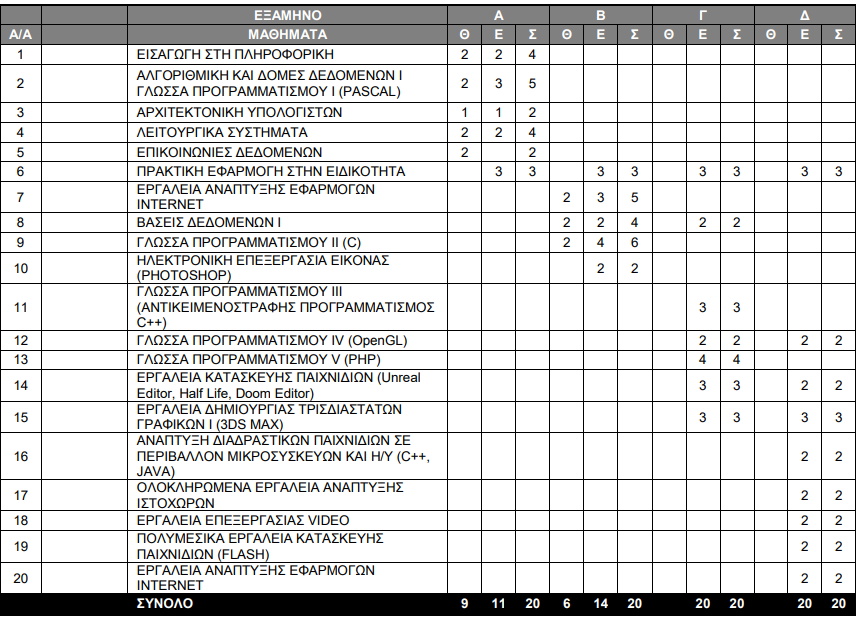 ΕΞΑΜΗΝΟ Α Β Γ Δ
Α/Α ΜΑΘΗΜΑΤΑ Θ Ε Σ Θ Ε Σ Θ Ε Σ Θ Ε Σ
1 ΕΙΣΑΓΩΓΗ ΣΤΗ ΠΛΗΡΟΦΟΡΙΚΗ 2 2 4
2 ΑΛΓΟΡΙΘΜΙΚΗ ΚΑΙ ΔΟΜΕΣ ΔΕΔΟΜΕΝΩΝ Ι
ΓΛΩΣΣΑ ΠΡΟΓΡΑΜΜΑΤΙΣΜΟΥ Ι (PASCAL) 2 3 5
3 ΑΡΧΙΤΕΚΤΟΝΙΚΗ ΥΠΟΛΟΓΙΣΤΩΝ 1 1 2
4 ΛΕΙΤΟΥΡΓΙΚΑ ΣΥΣΤΗΜΑΤΑ 2 2 4
5 ΕΠΙΚΟΙΝΩΝΙΕΣ ΔΕΔΟΜΕΝΩΝ 2 2
6 ΠΡΑΚΤΙΚΗ ΕΦΑΡΜΟΓΗ ΣΤΗΝ ΕΙΔΙΚΟΤΗΤΑ 3 3 3 3 3 3 3 3
7 ΕΡΓΑΛΕΙΑ ΑΝΑΠΤΥΞΗΣ ΕΦΑΡΜΟΓΩΝ
INTERNET 2 3 5
8 ΒΑΣΕΙΣ ΔΕΔΟΜΕΝΩΝ Ι 2 2 4 2 2
9 ΓΛΩΣΣΑ ΠΡΟΓΡΑΜΜΑΤΙΣΜΟΥ ΙΙ (C) 2 4 6
10 ΗΛΕΚΤΡΟΝΙΚΗ ΕΠΕΞΕΡΓΑΣΙΑ ΕΙΚΟΝΑΣ
(PHOTOSHOP) 2 2
11 ΓΛΩΣΣΑ ΠΡΟΓΡΑΜΜΑΤΙΣΜΟΥ ΙΙΙ
(ΑΝΤΙΚΕΙΜΕΝΟΣΤΡΑΦΗΣ ΠΡΟΓΡΑΜΜΑΤΙΣΜΟΣ
C++) 3 3
12 ΓΛΩΣΣΑ ΠΡΟΓΡΑΜΜΑΤΙΣΜΟΥ IV (OpenGL) 2 2 2 2
13 ΓΛΩΣΣΑ ΠΡΟΓΡΑΜΜΑΤΙΣΜΟΥ V (PHP) 4 4
14 ΕΡΓΑΛΕΙΑ ΚΑΤΑΣΚΕΥΗΣ ΠΑΙΧΝΙΔΙΩΝ (Unreal
Editor, Half Life, Doom Editor) 3 3 2 2
15 ΕΡΓΑΛΕΙΑ ΔΗΜΙΟΥΡΓΙΑΣ ΤΡΙΣΔΙΑΣΤΑΤΩΝ
ΓΡΑΦΙΚΩΝ Ι (3DS MAX) 3 3 3 3
16 ΑΝΑΠΤΥΞΗ ΔΙΑΔΡΑΣΤΙΚΩΝ ΠΑΙΧΝΙΔΙΩΝ ΣΕ
ΠΕΡΙΒΑΛΛΟΝ ΜΙΚΡΟΣΥΣΚΕΥΩΝ ΚΑΙ Η/Υ (C++,
JAVA) 2 2
17 ΟΛΟΚΛΗΡΩΜΕΝΑ ΕΡΓΑΛΕΙΑ ΑΝΑΠΤΥΞΗΣ
ΙΣΤΟΧΩΡΩΝ 2 2
18 ΕΡΓΑΛΕΙΑ ΕΠΕΞΕΡΓΑΣΙΑΣ VIDEO 2 2
19 ΠΟΛΥΜΕΣΙΚΑ ΕΡΓΑΛΕΙΑ ΚΑΤΑΣΚΕΥΗΣ
ΠΑΙΧΝΙΔΙΩΝ (FLASH) 2 2
20 ΕΡΓΑΛΕΙΑ ΑΝΑΠΤΥΞΗΣ ΕΦΑΡΜΟΓΩΝ
INTERNET 2 2
ΣΥΝΟΛΟ 9 11 20 6 14 20 20 20 20 20